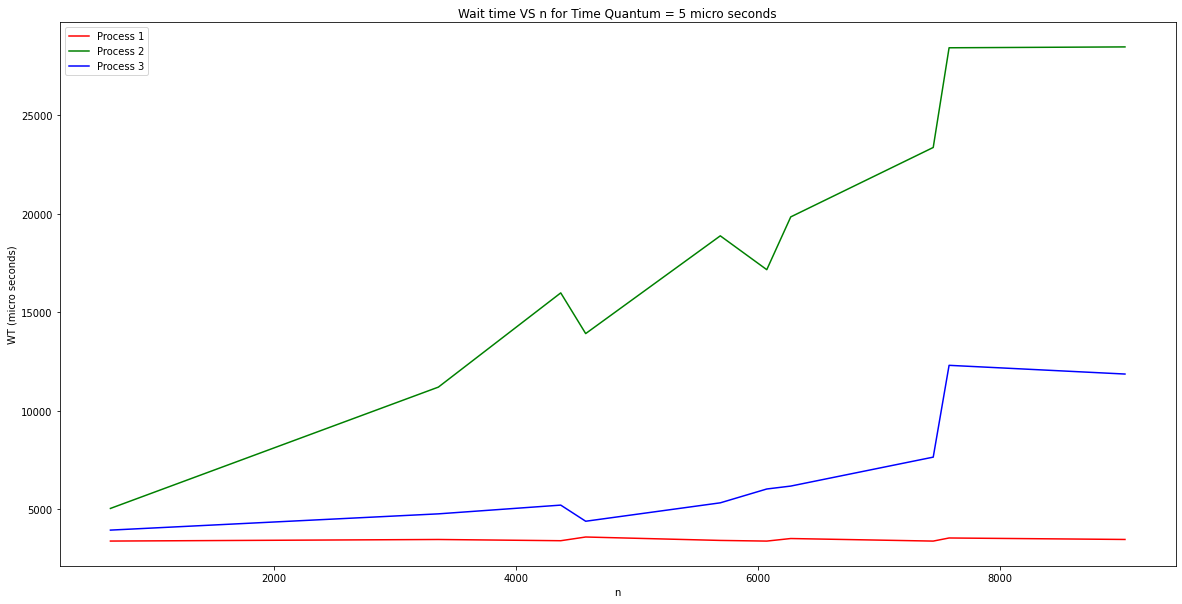 Wait time VS n for Time Quantum = 5 micro seconds
Process 1
Process 2
Process 3
25000
20000
15000
10000
5000
WT (micro seconds)
2000
4000
6000
8000
n